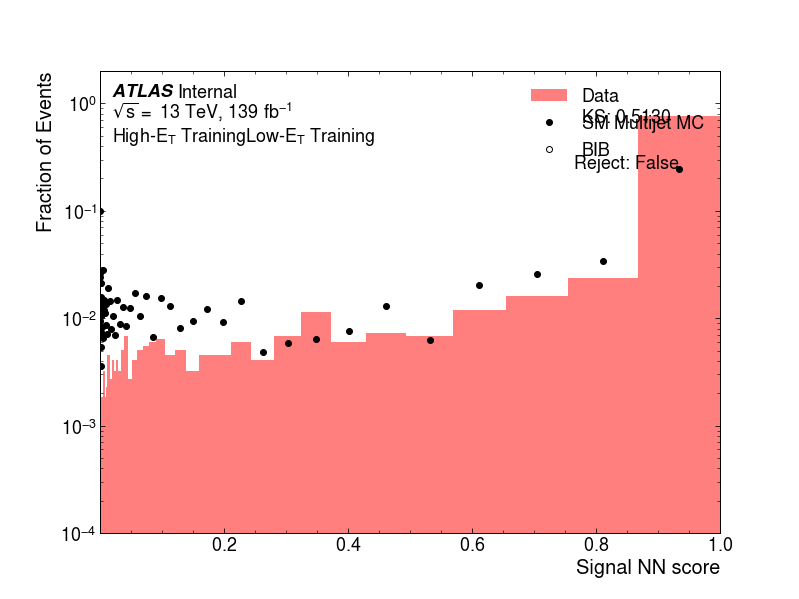 ATLAS Internal
√s = 13 TeV, 139 fb⁻¹
High-E_T TrainingLow-E_T Training
Data
KS: 0.5130
SM Multijet MC
BIB
Reject: False
Fraction of Events
10⁰
10⁻¹
10⁻²
10⁻³
10⁻⁴
0.2 0.4 0.6 0.8 1.0
Signal NN score